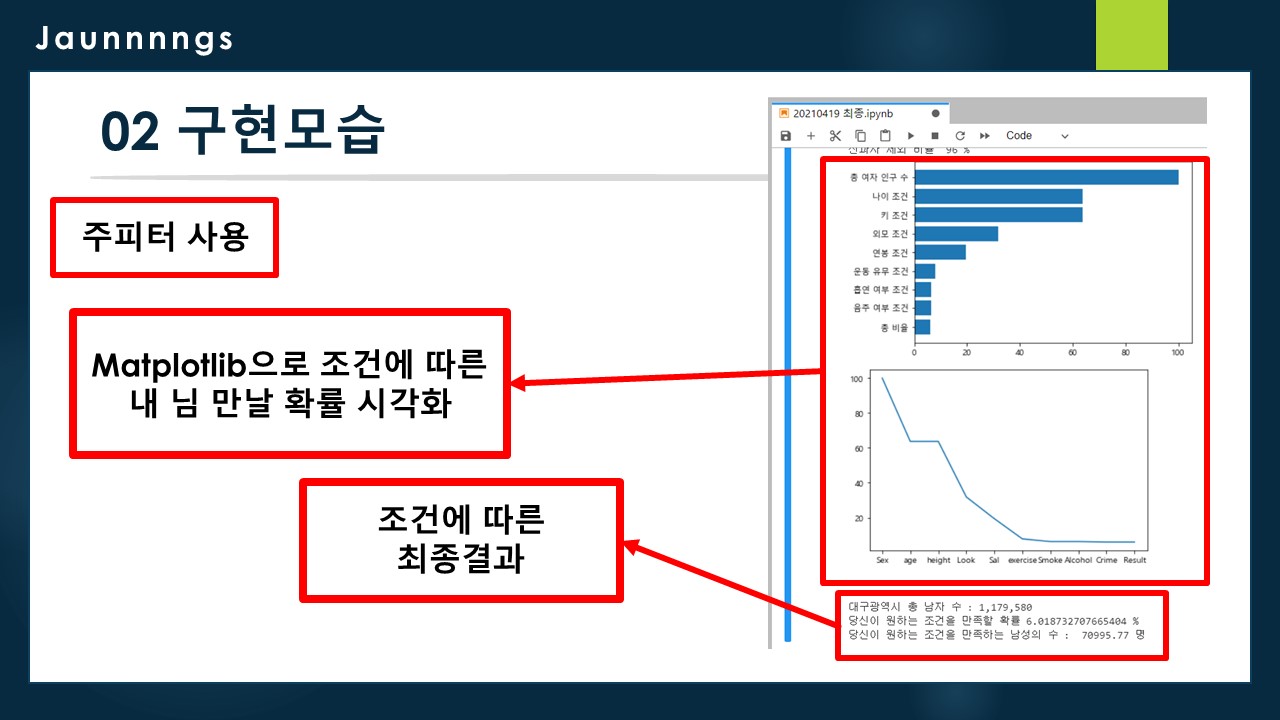 Jaunnnngs
02 구현모습
주피터 사용
Matplotlib으로 조건에 따른
내 님 만날 확률 시각화
조건에 따른
최종결과
20210419 최종.ipynb
Code
전과자 제외 비율 96 %
총 여자 인구 수
나이 조건
키 조건
외모 조건
연봉 조건
운동 유무 조건
흡연 여부 조건
음주 여부 조건
총 비율
0 20 40 60 80 100
100
80
60
40
20
Sex age height Look Sal exercise Smoke Alcohol Crime Result
대구광역시 총 남자 수 : 1,179,580
당신이 원하는 조건을 만족할 확률 6.018732707665404 %
당신이 원하는 조건을 만족하는 남성의 수 : 70995.77 명